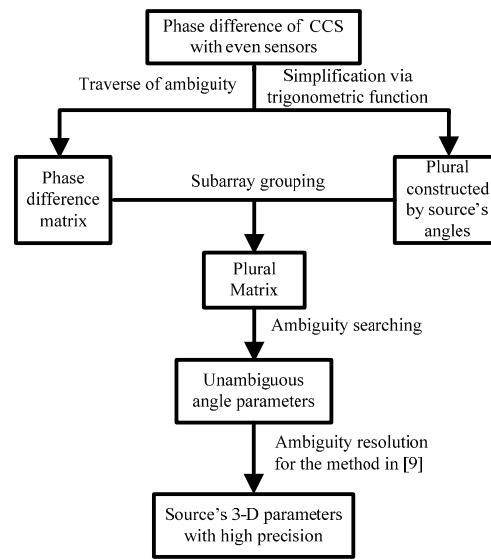 Phase difference of CCS
with even sensors
Traverse of ambiguity
Simplification via
trigonometric function
Phase
difference
matrix
Subarray grouping
Plural
constructed
by source's
angles
Plural
Matrix
Ambiguity searching
Unambiguous
angle parameters
Ambiguity resolution
for the method in [9]
Source's 3-D parameters
with high precision